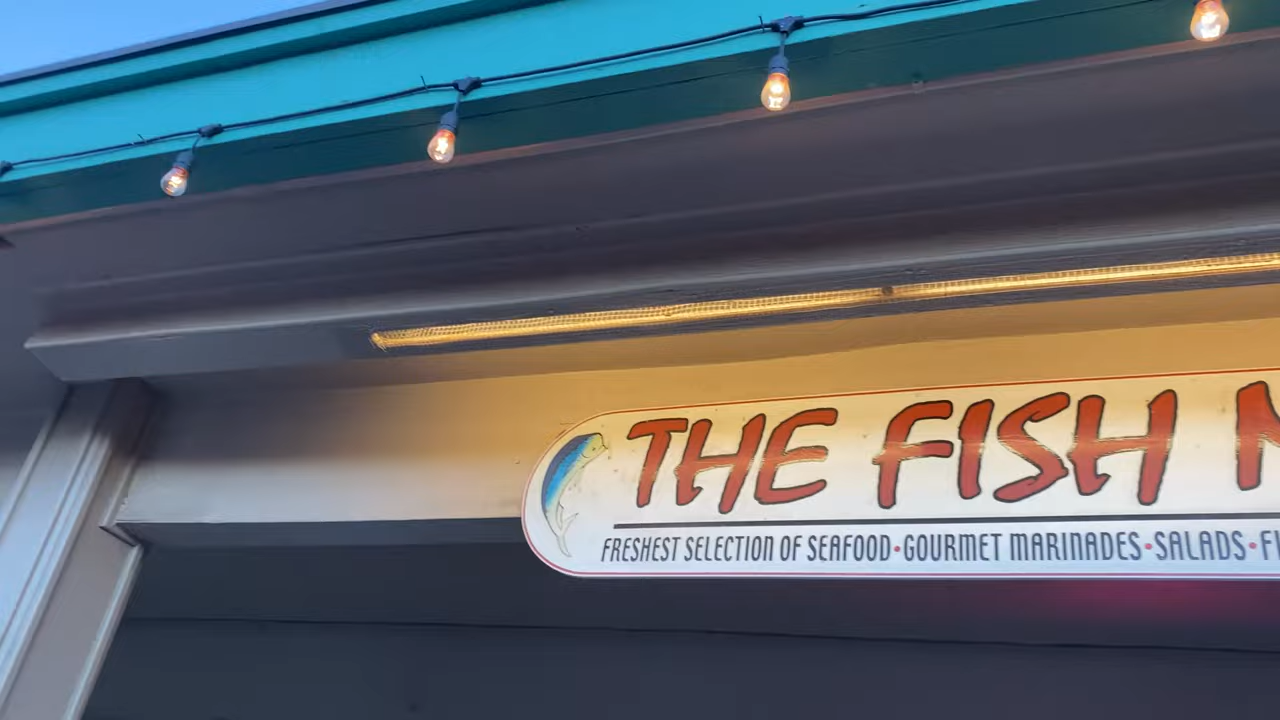 THE FISH
FRESHEST SELECTION OF SEAFOOD•GOURMET MARINADES•SALADS•